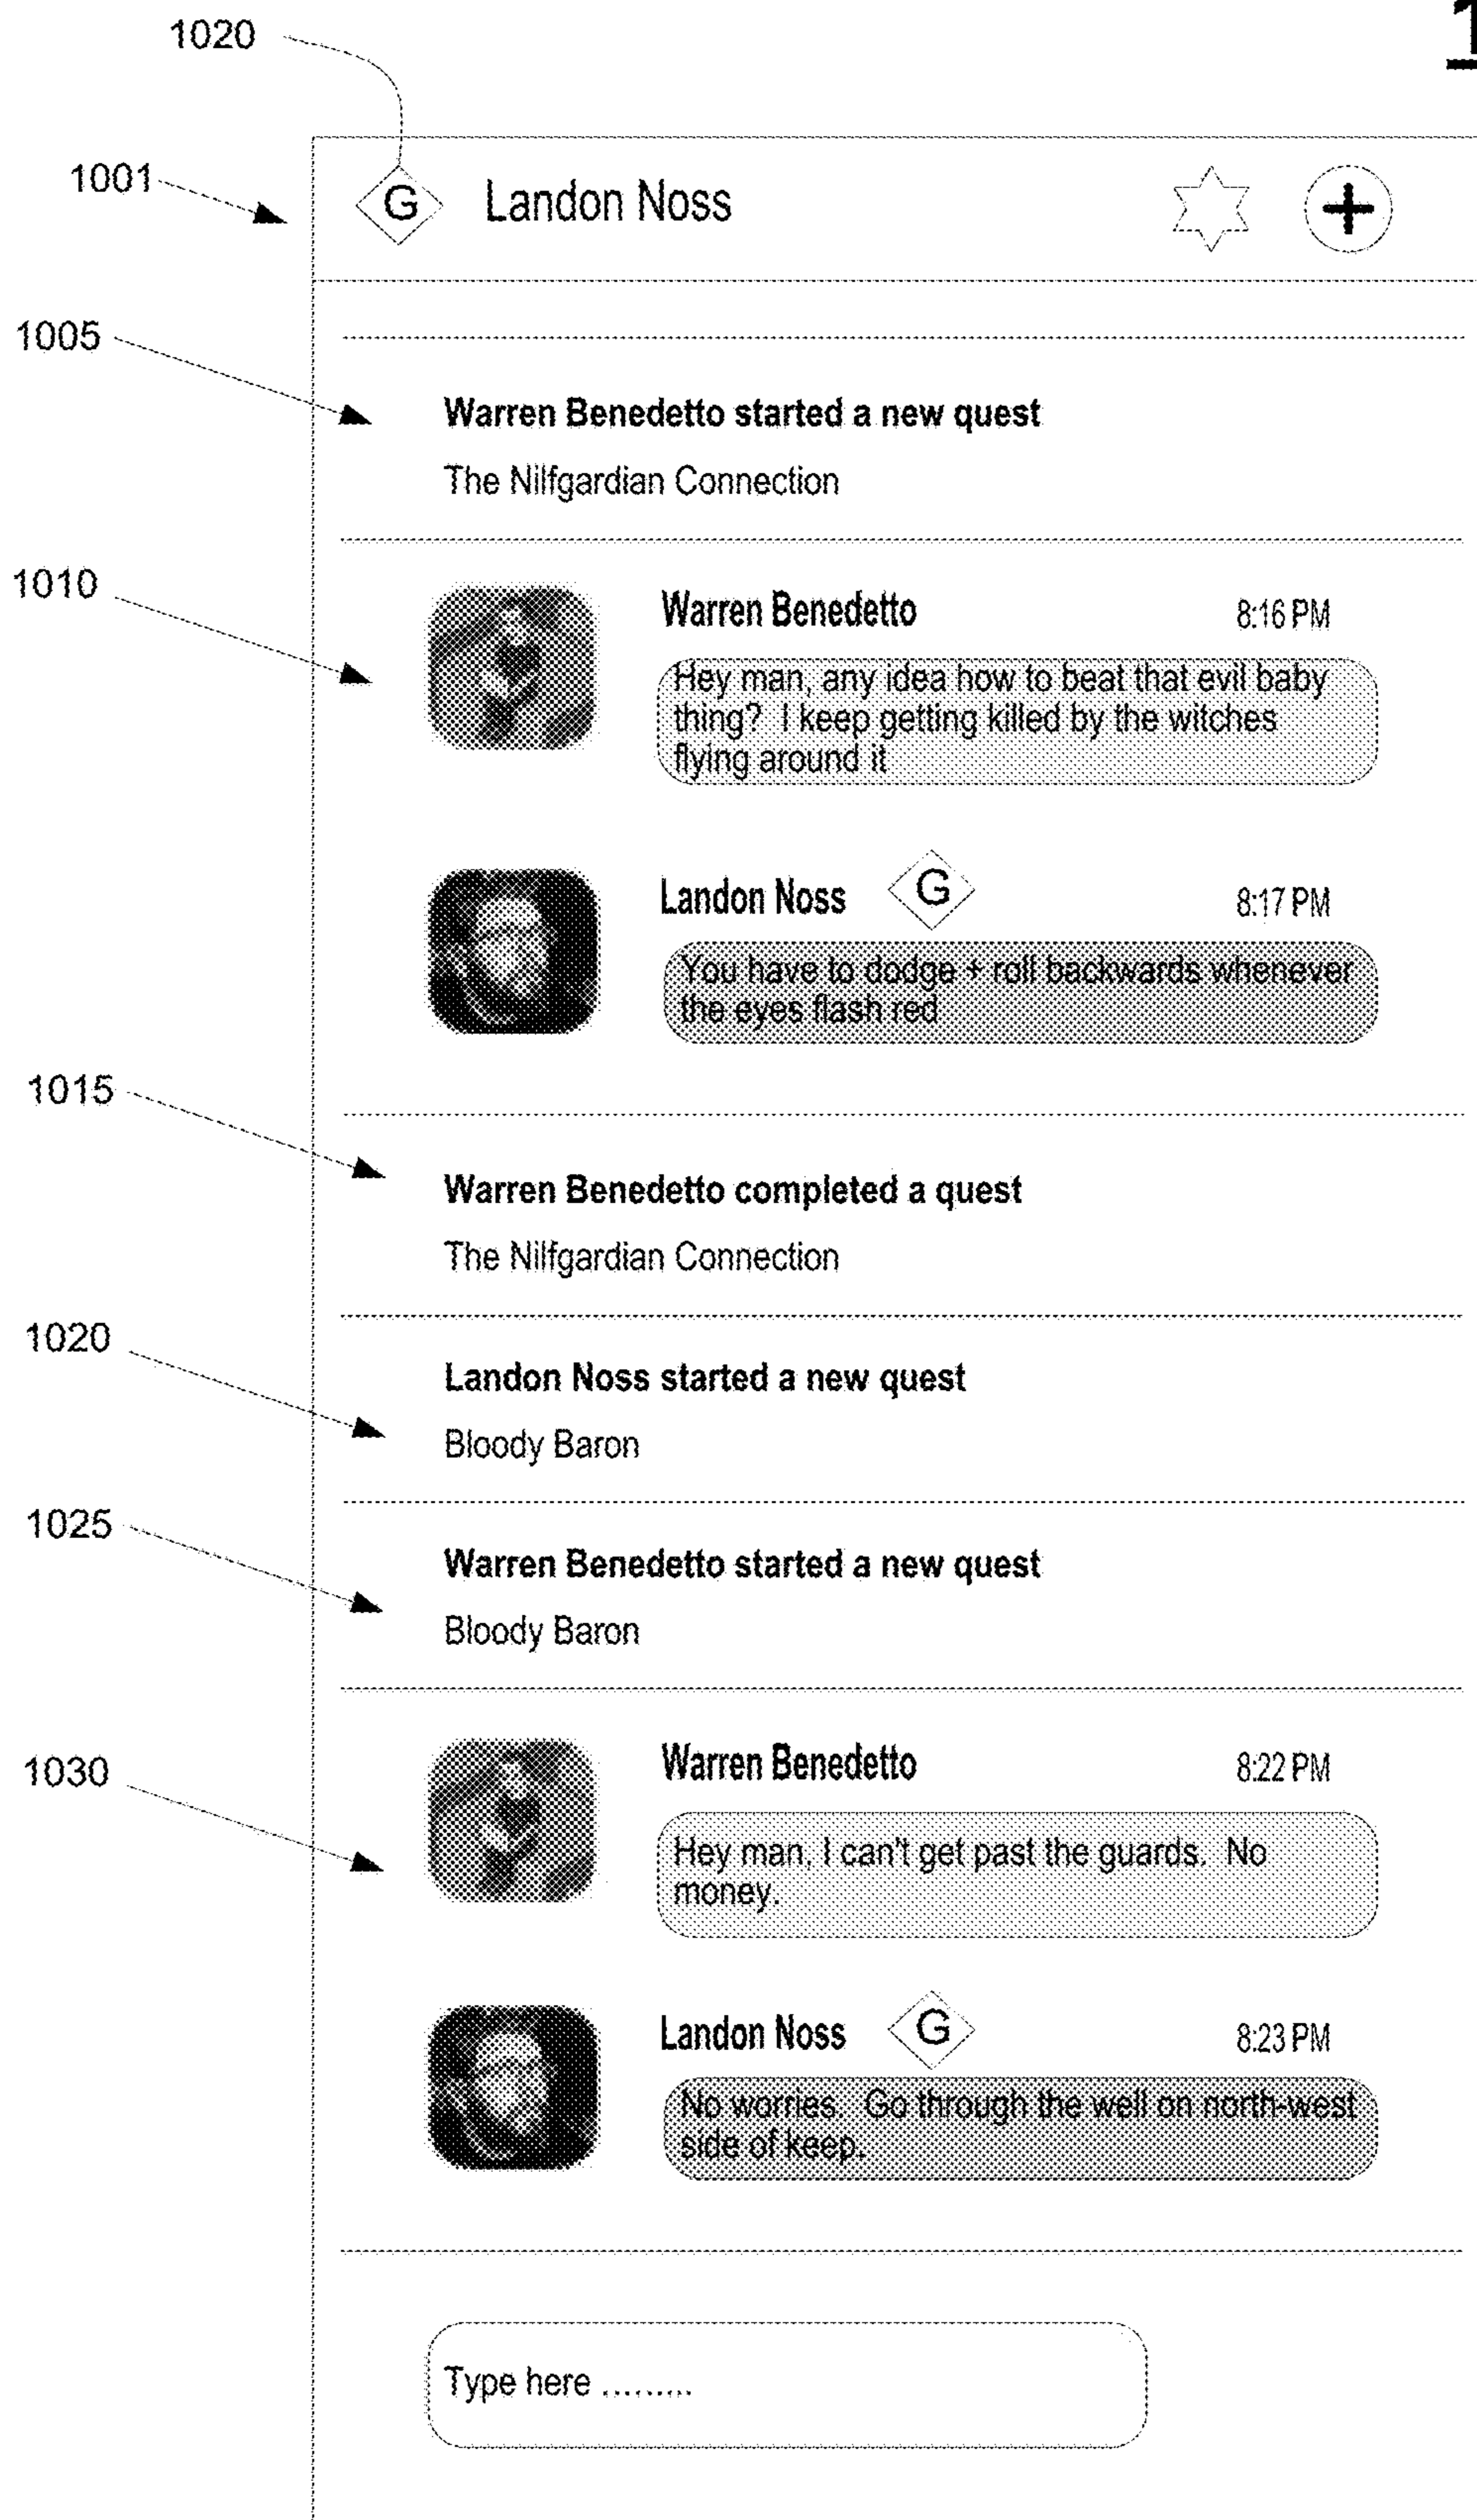 1020
1
1001
G Landon Noss +
1005
Warren Benedetto started a new quest
The Nilfgardian Connection
1010
Warren Benedetto 8:16 PM
Hey man, any idea how to beat that evil baby
thing? I keep getting killed by the witches
flying around it
Landon Noss G 8:17 PM
You have to dodge + roll backwards whenever
the eyes flash red
1015
Warren Benedetto completed a quest
The Nilfgardian Connection
1020
Landon Noss started a new quest
Bloody Baron
1025
Warren Benedetto started a new quest
Bloody Baron
1030
Warren Benedetto 8:22 PM
Hey man, I can't get past the guards. No
money.
Landon Noss G 8:23 PM
No worries. Go through the well on north-west
side of keep.
Type here .........